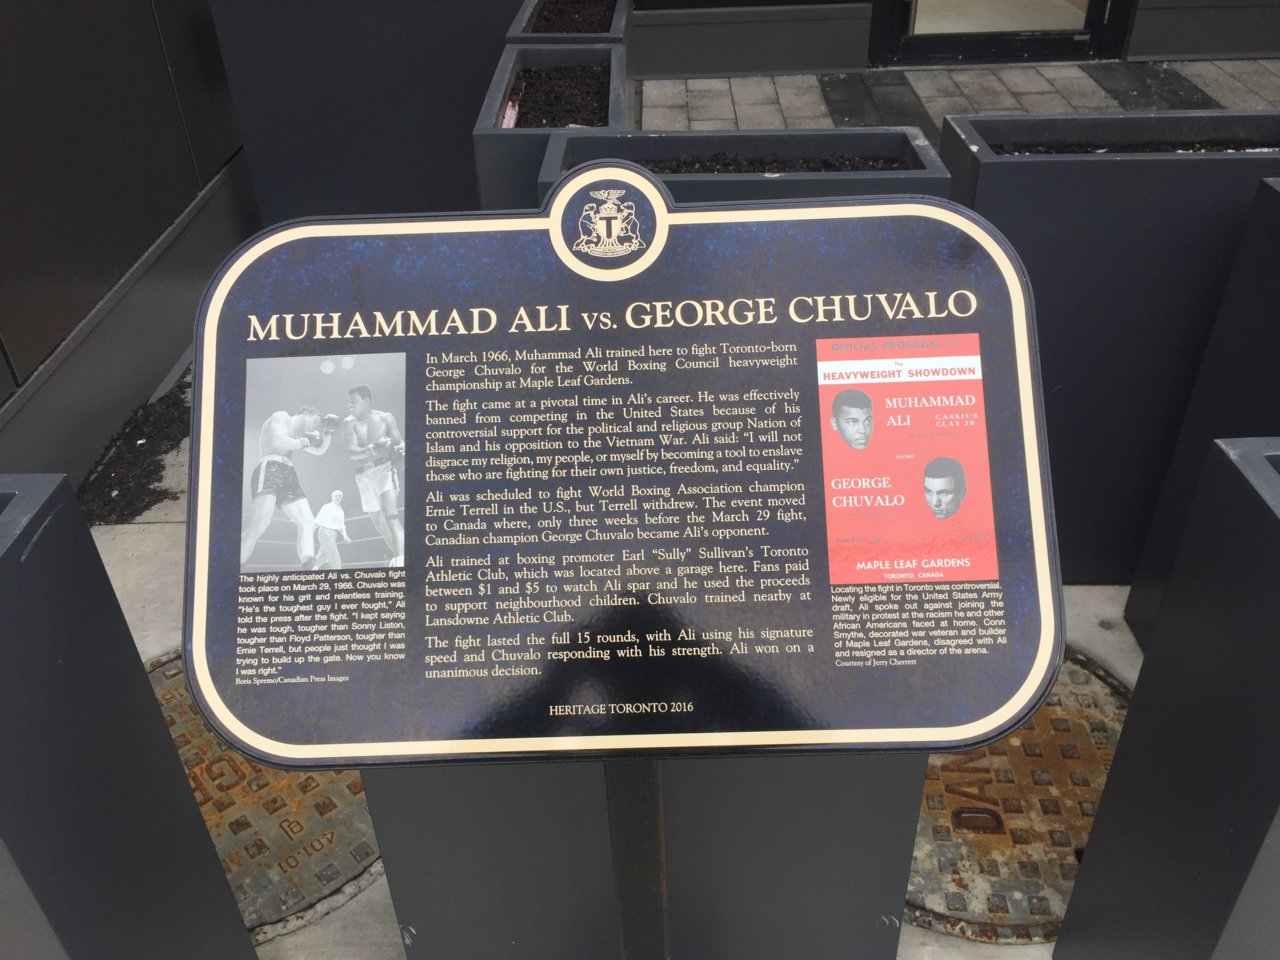 T
MUHAMMAD ALI VS. GEORGE CHUVALO
In March 1966, Muhammad Ali trained here to fight Toronto-born
George Chuvalo for the World Boxing Council heavyweight
championship at Maple Leaf Gardens.
The fight came at a pivotal time in Ali's career. He was effectively
banned from competing in the United States because of his
controversial support for the political and religious group Nation of
Islam and his opposition to the Vietnam War. Ali said: "I will not
disgrace my religion, my people, or myself by becoming a tool to enslave
those who are fighting for their own justice, freedom, and equality."
Ali was scheduled to fight World Boxing Association champion
Ernie Terrell in the U.S., but Terrell withdrew. The event moved
to Canada where, only three weeks before the March 29 fight,
Canadian champion George Chuvalo became Ali's opponent.
Ali trained at boxing promoter Earl "Sully" Sullivan's Toronto
Athletic Club, which was located above a garage here. Fans paid
between $1 and $5 to watch Ali spar and he used the proceeds
to support neighbourhood children. Chuvalo trained nearby at
Lansdowne Athletic Club.
The fight lasted the full 15 rounds, with Ali using his signature
speed and Chuvalo responding with his strength. Ali won on a
unanimous decision.
HERITAGE TORONTO 2016
The highly anticipated Ali vs. Chuvalo fight
took place on March 29, 1966. Chuvalo was
known for his grit and relentless training.
"He's the toughest guy I ever fought," Ali
told the press after the fight. "I kept saying
he was tough, tougher than Sonny Liston,
tougher than Floyd Patterson, tougher than
Ernie Terrell, but people just thought I was
trying to build up the gate. Now you know
I was right."
Boris Spremo/Canadian Press Images
OFFICIAL PROGRAM
The
HEAVYWEIGHT SHOWDOWN
MUHAMMAD
ALI
CASSIUS
CLAY JR.
GEORGE
CHUVALO
MAPLE LEAF GARDENS
TORONTO, CANADA
Locating the fight in Toronto was controversial.
Newly eligible for the United States Army
draft, Ali spoke out against joining the
military in protest at the racism he and other
African Americans faced at home. Conn
Smythe, decorated war veteran and builder
of Maple Leaf Gardens, disagreed with Ali
and resigned as a director of the arena.
Courtesy of Jerry Cherrett
401.01
DAN